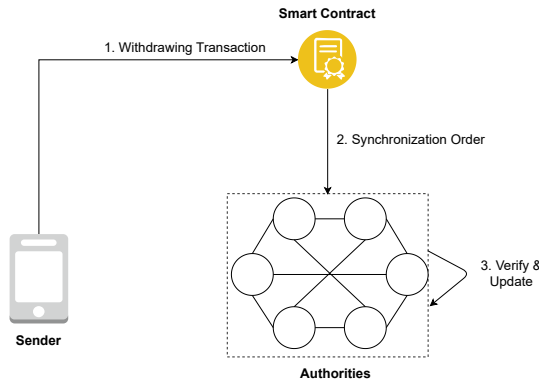 Smart Contract
1. Withdrawing Transaction
2. Synchronization Order
3. Verify &
Update
Sender
Authorities